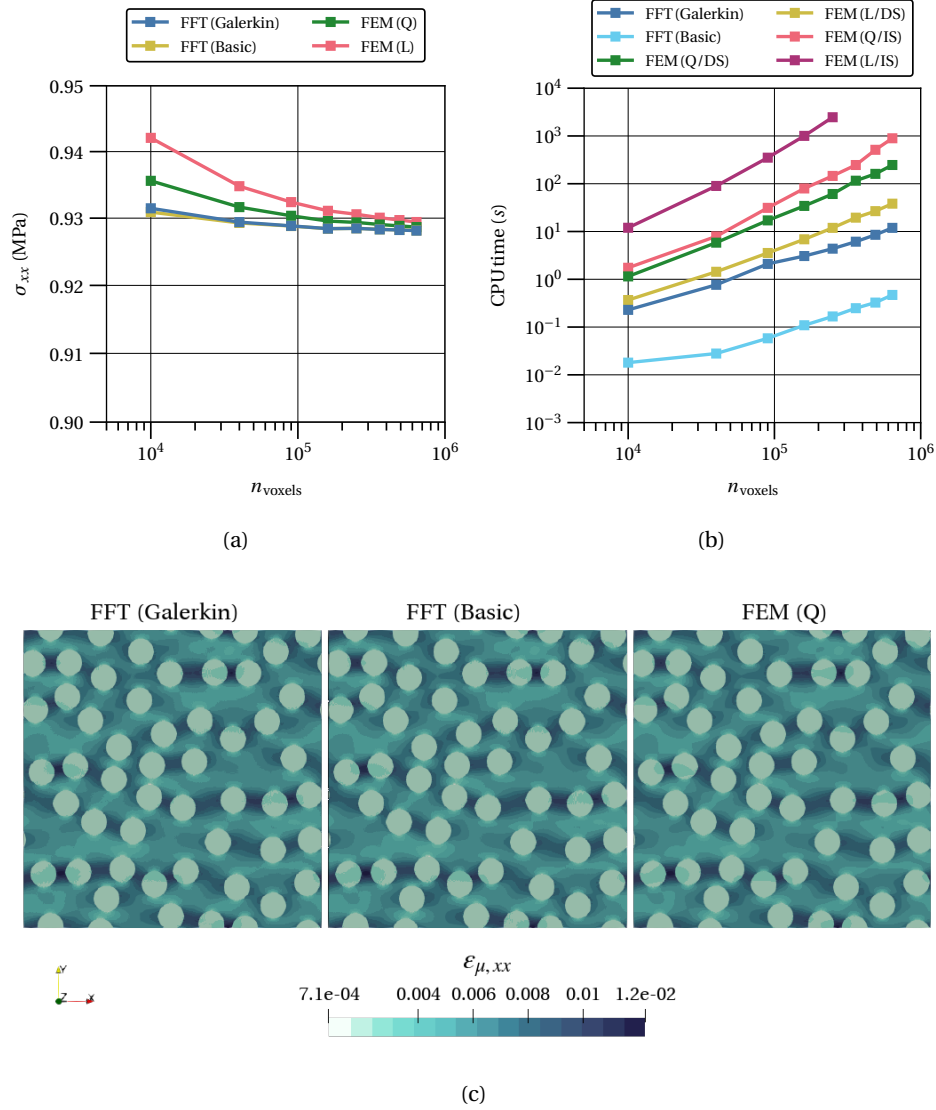 FFT (Galerkin) FEM (Q)
FFT (Basic) FEM (L)
0.95
0.94
0.93
0.92
0.91
0.90
σxx (MPa)
10^4 10^5 10^6
n_voxels
(a)
FFT (Galerkin) FEM (L/DS)
FFT (Basic) FEM (Q/IS)
FEM (Q/DS) FEM (L/IS)
10^4
10^3
10^2
10^1
10^0
10^−1
10^−2
10^−3
CPU time (s)
10^4 10^5 10^6
n_voxels
(b)
FFT (Galerkin) FFT (Basic) FEM (Q)
Y
Z X
εμ,xx
7.1e-04 0.004 0.006 0.008 0.01 1.2e-02
(c)